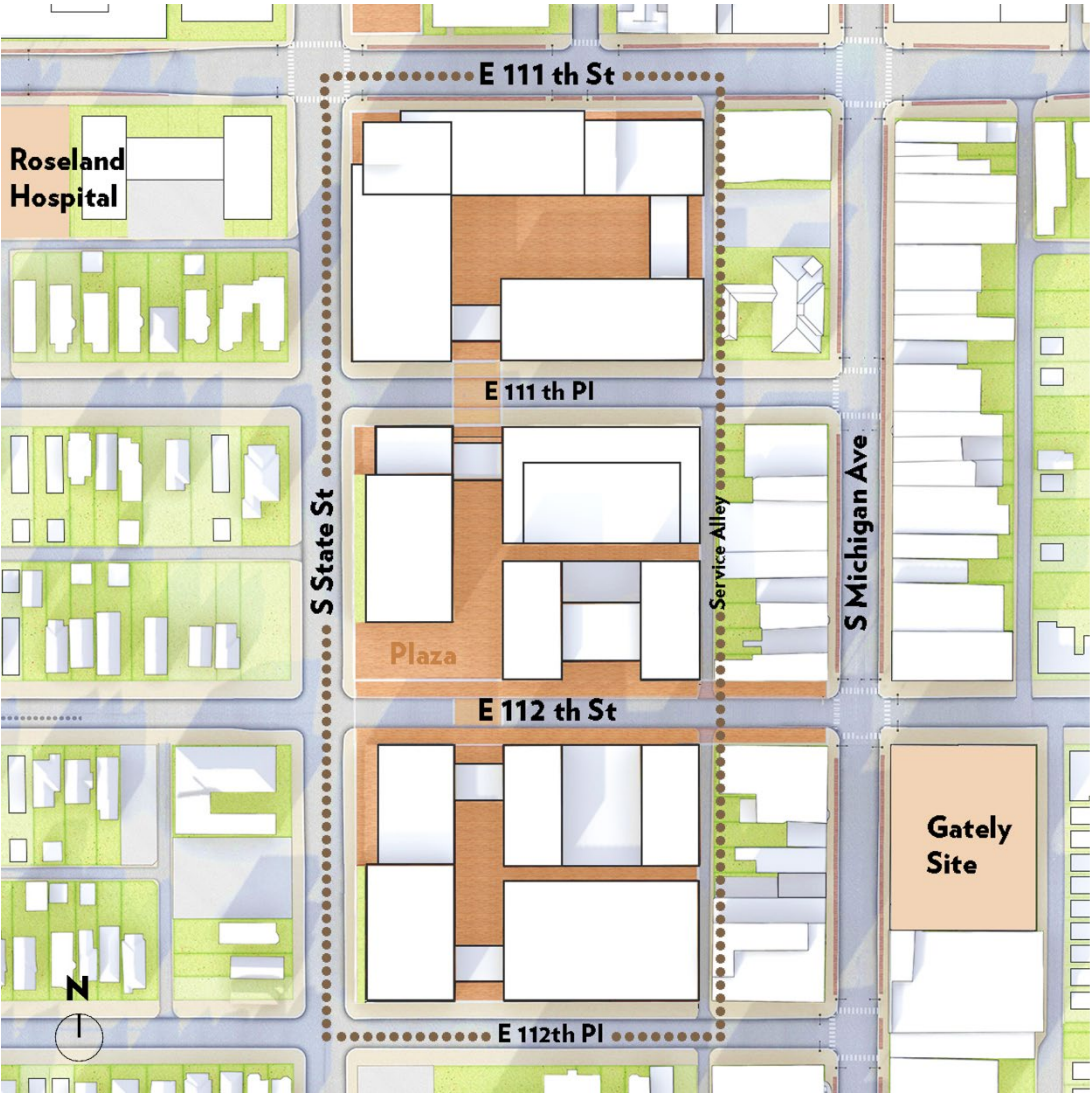 E 111 th St
Roseland
Hospital
E 111 th Pl
S State St
Service Alley
S Michigan Ave
Plaza
E 112 th St
Gately
Site
N
E 112th Pl